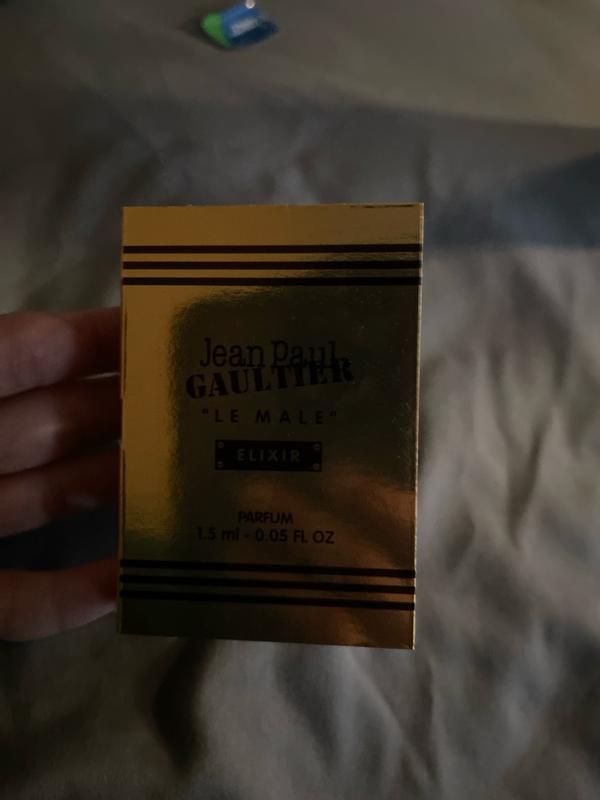 Jean Paul
GAULTIER
"LE MALE"
ELIXIR
PARFUM
1.5 ml - 0.05 FL OZ